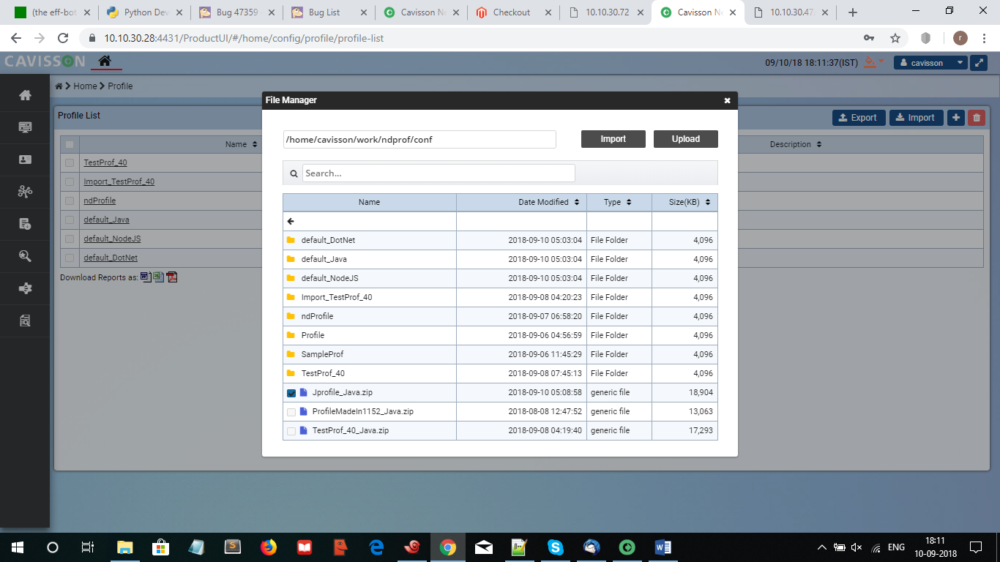 (the eff-bot
Python Dev
Bug 47359
Bug List
Cavisson Ne
Checkout
10.10.30.72
Cavisson Ne
10.10.30.47/
10.10.30.28:4431/ProductUI/#/home/config/profile/profile-list
r
CAVISSON
09/10/18 18:11:37(IST)
cavisson
Home
Profile
File Manager
Profile List
Export
Import
/home/cavisson/work/ndprof/conf
Import
Upload
Name
Description
TestProf_40
Import_TestProf_40
ndProfile
default_Java
default_NodeJS
default_DotNet
Download Reports as:
Search...
Name Date Modified Type Size(KB)
default_DotNet 2018-09-10 05:03:04 File Folder 4,096
default_Java 2018-09-10 05:03:04 File Folder 4,096
default_NodeJS 2018-09-10 05:03:04 File Folder 4,096
Import_TestProf_40 2018-09-08 04:20:23 File Folder 4,096
ndProfile 2018-09-07 06:58:20 File Folder 4,096
Profile 2018-09-06 04:56:59 File Folder 4,096
SampleProf 2018-09-06 11:45:29 File Folder 4,096
TestProf_40 2018-09-08 07:45:13 File Folder 4,096
Jprofile_Java.zip 2018-09-10 05:08:58 generic file 18,904
ProfileMadeIn1152_Java.zip 2018-08-08 12:47:52 generic file 13,063
TestProf_40_Java.zip 2018-09-08 04:19:40 generic file 17,293
ENG
18:11
10-09-2018